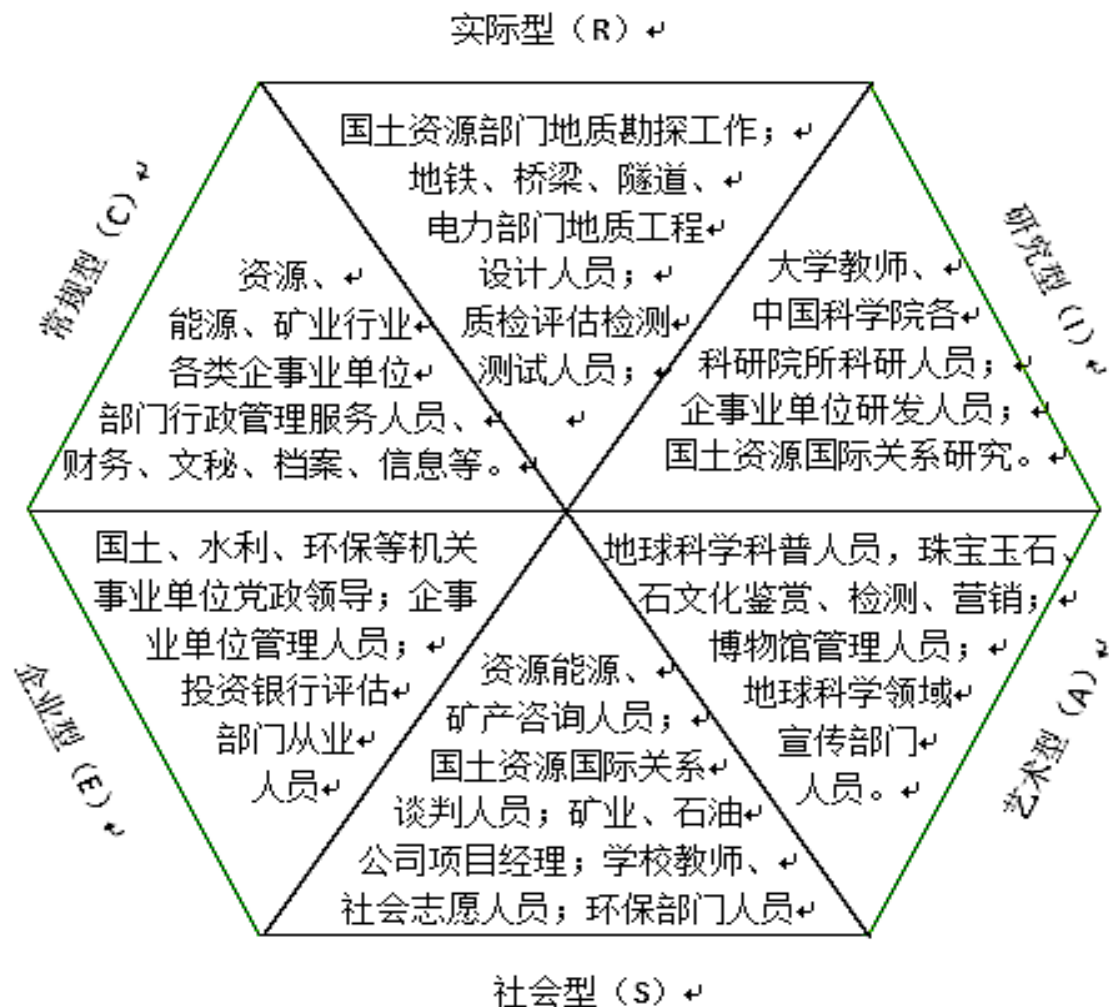 实际型（R）
国土资源部门地质勘探工作；
地铁、桥梁、隧道、
电力部门地质工程
设计人员；
质检评估检测
测试人员；
研究型（I）
大学教师、
中国科学院各
科研院所科研人员；
企事业单位研发人员；
国土资源国际关系研究。
常规型（C）
资源、
能源、矿业行业
各类企事业单位
部门行政管理服务人员、
财务、文秘、档案、信息等。
企业型（E）
国土、水利、环保等机关
事业单位党政领导；企事
业单位管理人员；
投资银行评估
部门从业
人员
资源能源、
矿产咨询人员；
国土资源国际关系
谈判人员；矿业、石油
公司项目经理；学校教师、
社会志愿人员；环保部门人员
社会型（S）
地球科学科普人员，珠宝玉石、
石文化鉴赏、检测、营销；
博物馆管理人员；
地球科学领域
宣传部门
人员。
艺术型（A）